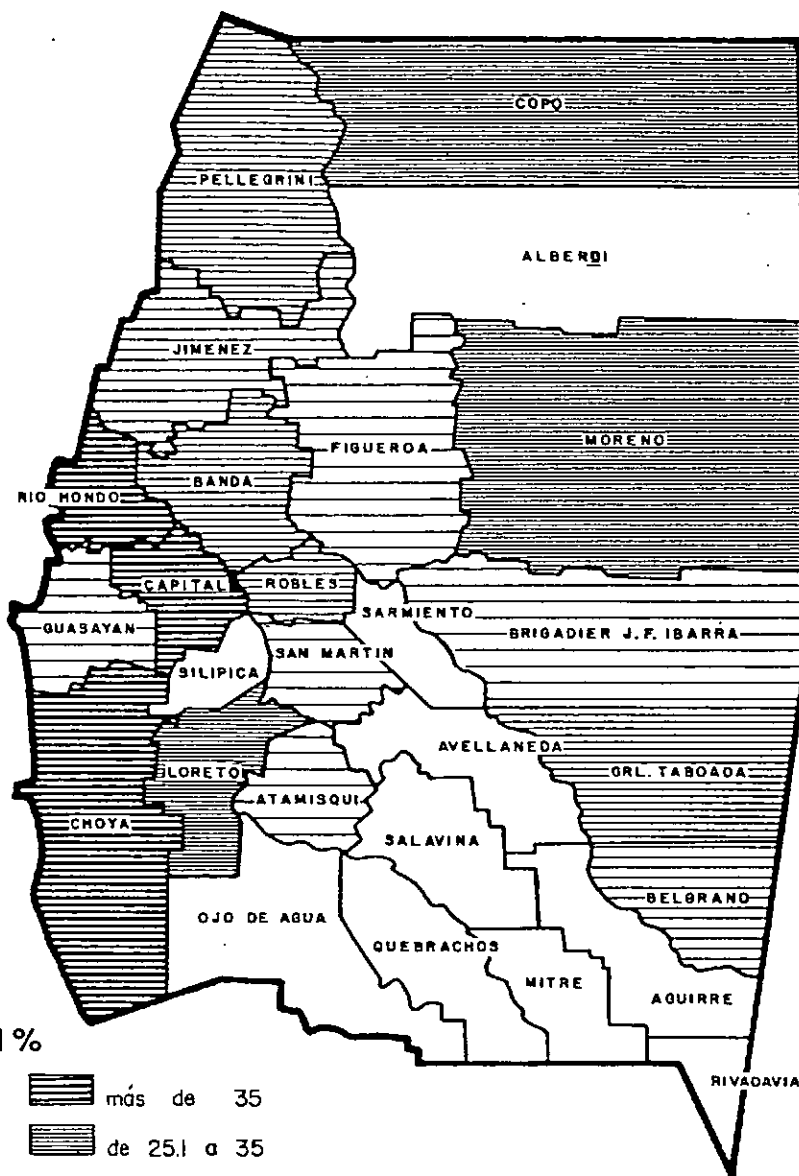 COPO
PELLEGRINI
ALBERDI
JIMENEZ
MORENO
FIGUEROA
BANDA
RIO HONDO
CAPITAL
ROBLES
SARMIENTO
GUASAYAN
BRIGADIER J.F. IBARRA
SAN MARTIN
SILIPICA
AVELLANEDA
LORETO
GRL. TABOADA
ATAMISQUI
CHOYA
SALAVINA
BELGRANO
OJO DE AGUA
QUEBRACHOS
MITRE
AGUIRRE
%
RIVADAVIA
más de 35
de 25.1 a 35